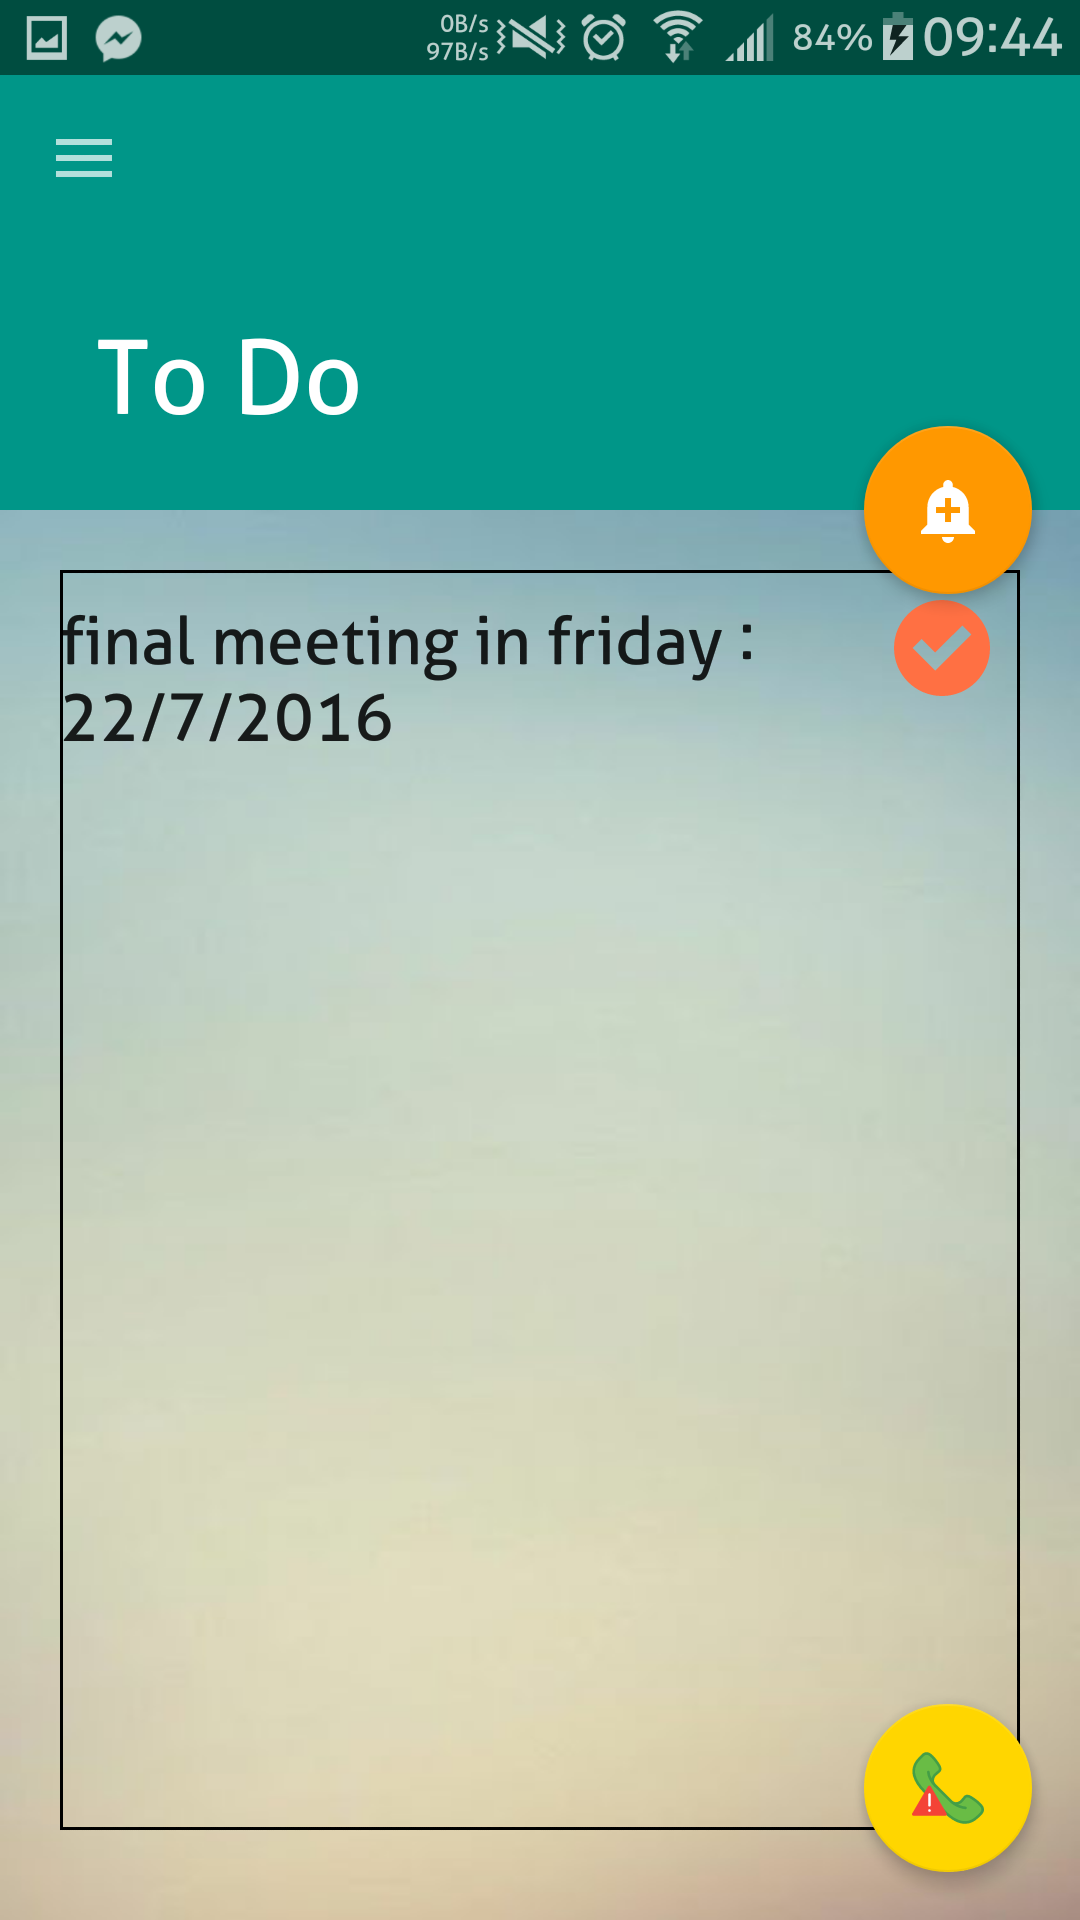 0B/s
97B/s
84% 09:44
To Do
final meeting in friday :
22/7/2016